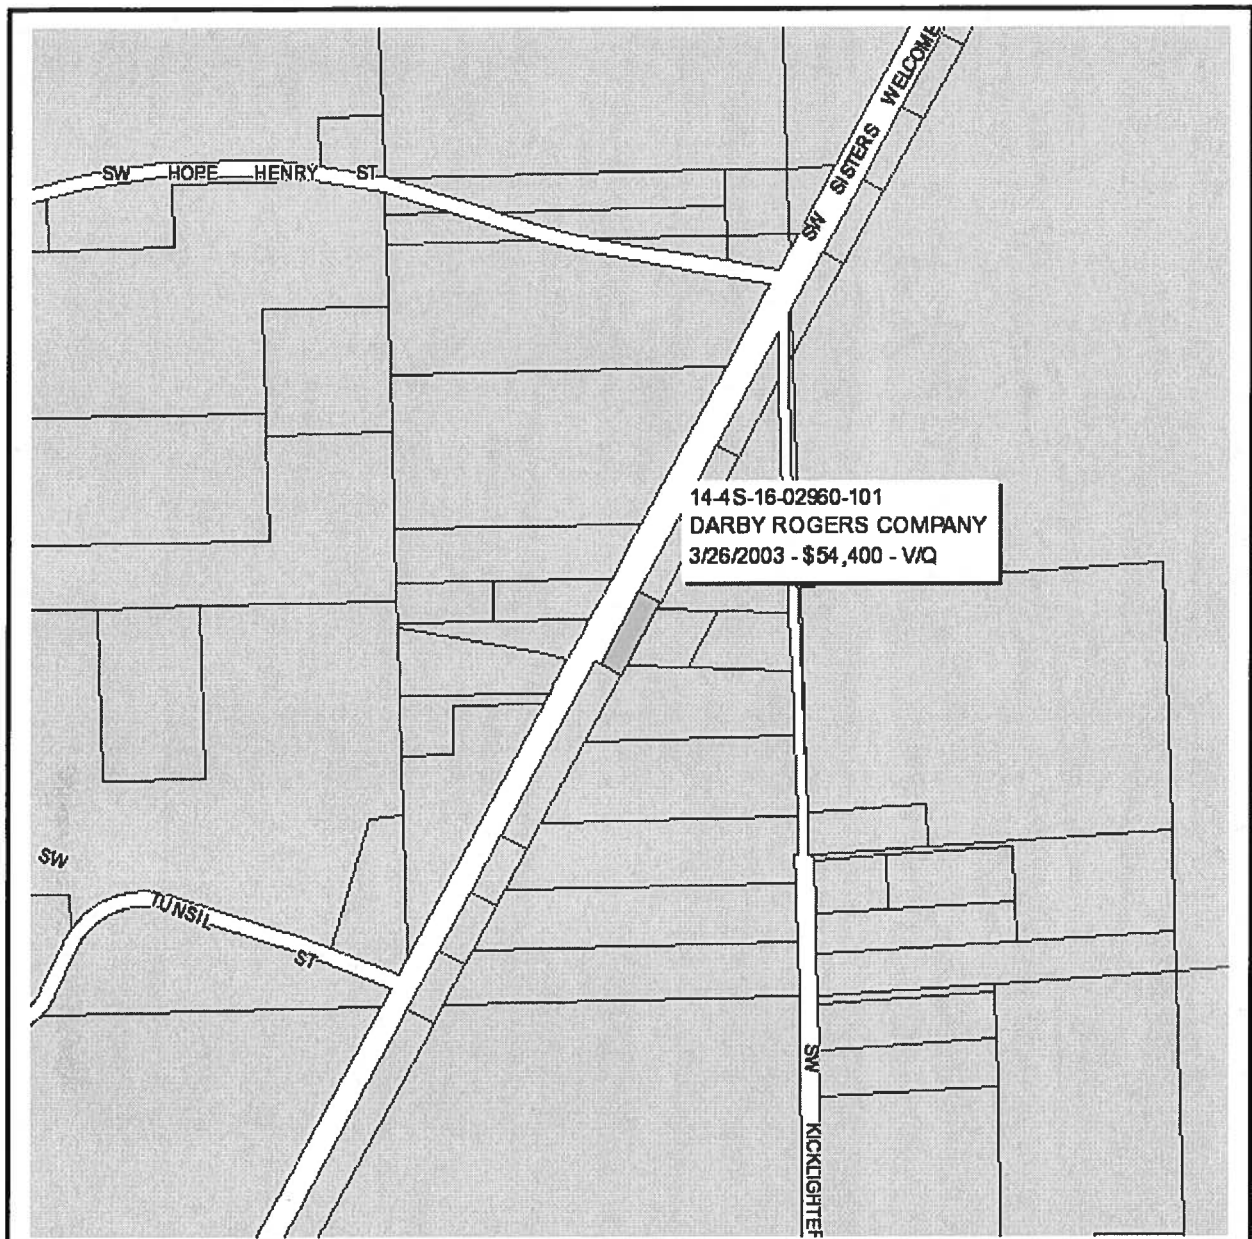 SW SISTERS WELCOME
SW HOPE HENRY ST
14-4S-16-02960-101
DARBY ROGERS COMPANY
3/26/2003 - $54,400 - V/Q
SW TUNSIL ST
SW KICKLIGHTER